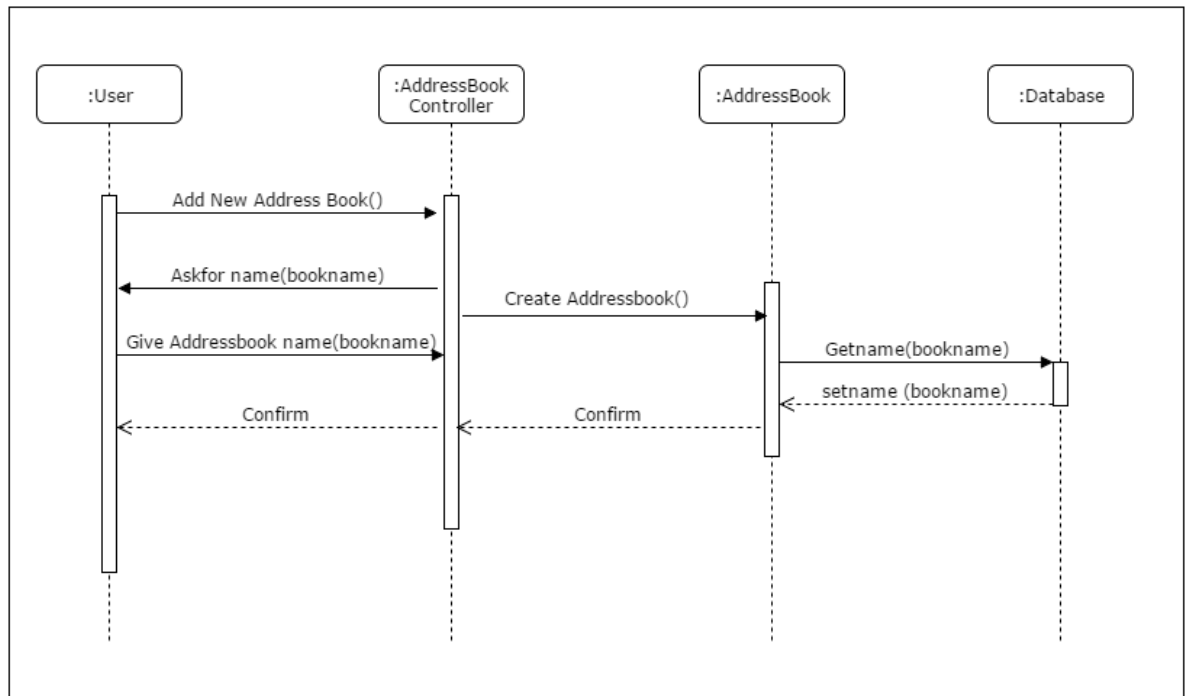 :User
:AddressBook
Controller
:AddressBook
:Database
Add New Address Book()
Askfor name(bookname)
Create Addressbook()
Give Addressbook name(bookname)
Getname(bookname)
setname (bookname)
Confirm
Confirm